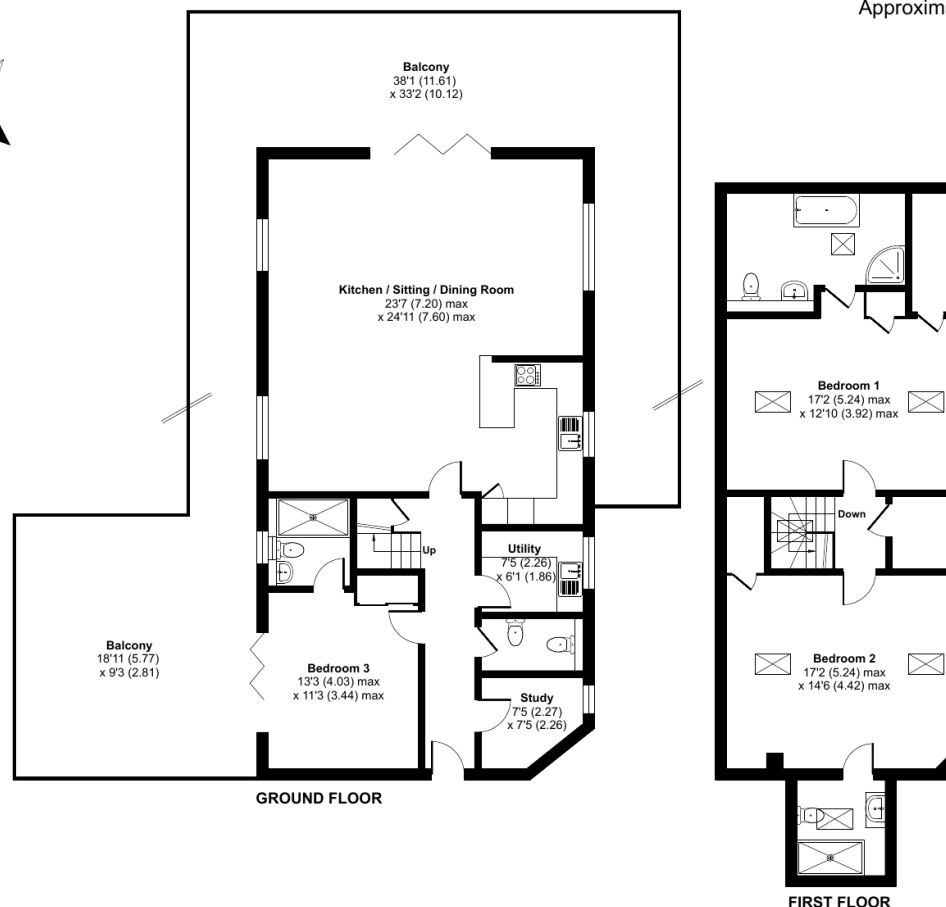 Approxima
Balcony
38'1 (11.61)
x 33'2 (10.12)
Kitchen / Sitting / Dining Room
23'7 (7.20) max
x 24'11 (7.60) max
Up
Utility
7'5 (2.26)
x 6'1 (1.86)
Balcony
18'11 (5.77)
x 9'3 (2.81)
Bedroom 3
13'3 (4.03) max
x 11'3 (3.44) max
Study
7'5 (2.27)
x 7'5 (2.26)
GROUND FLOOR
Bedroom 1
17'2 (5.24) max
x 12'10 (3.92) max
Down
Bedroom 2
17'2 (5.24) max
x 14'6 (4.42) max
FIRST FLOOR